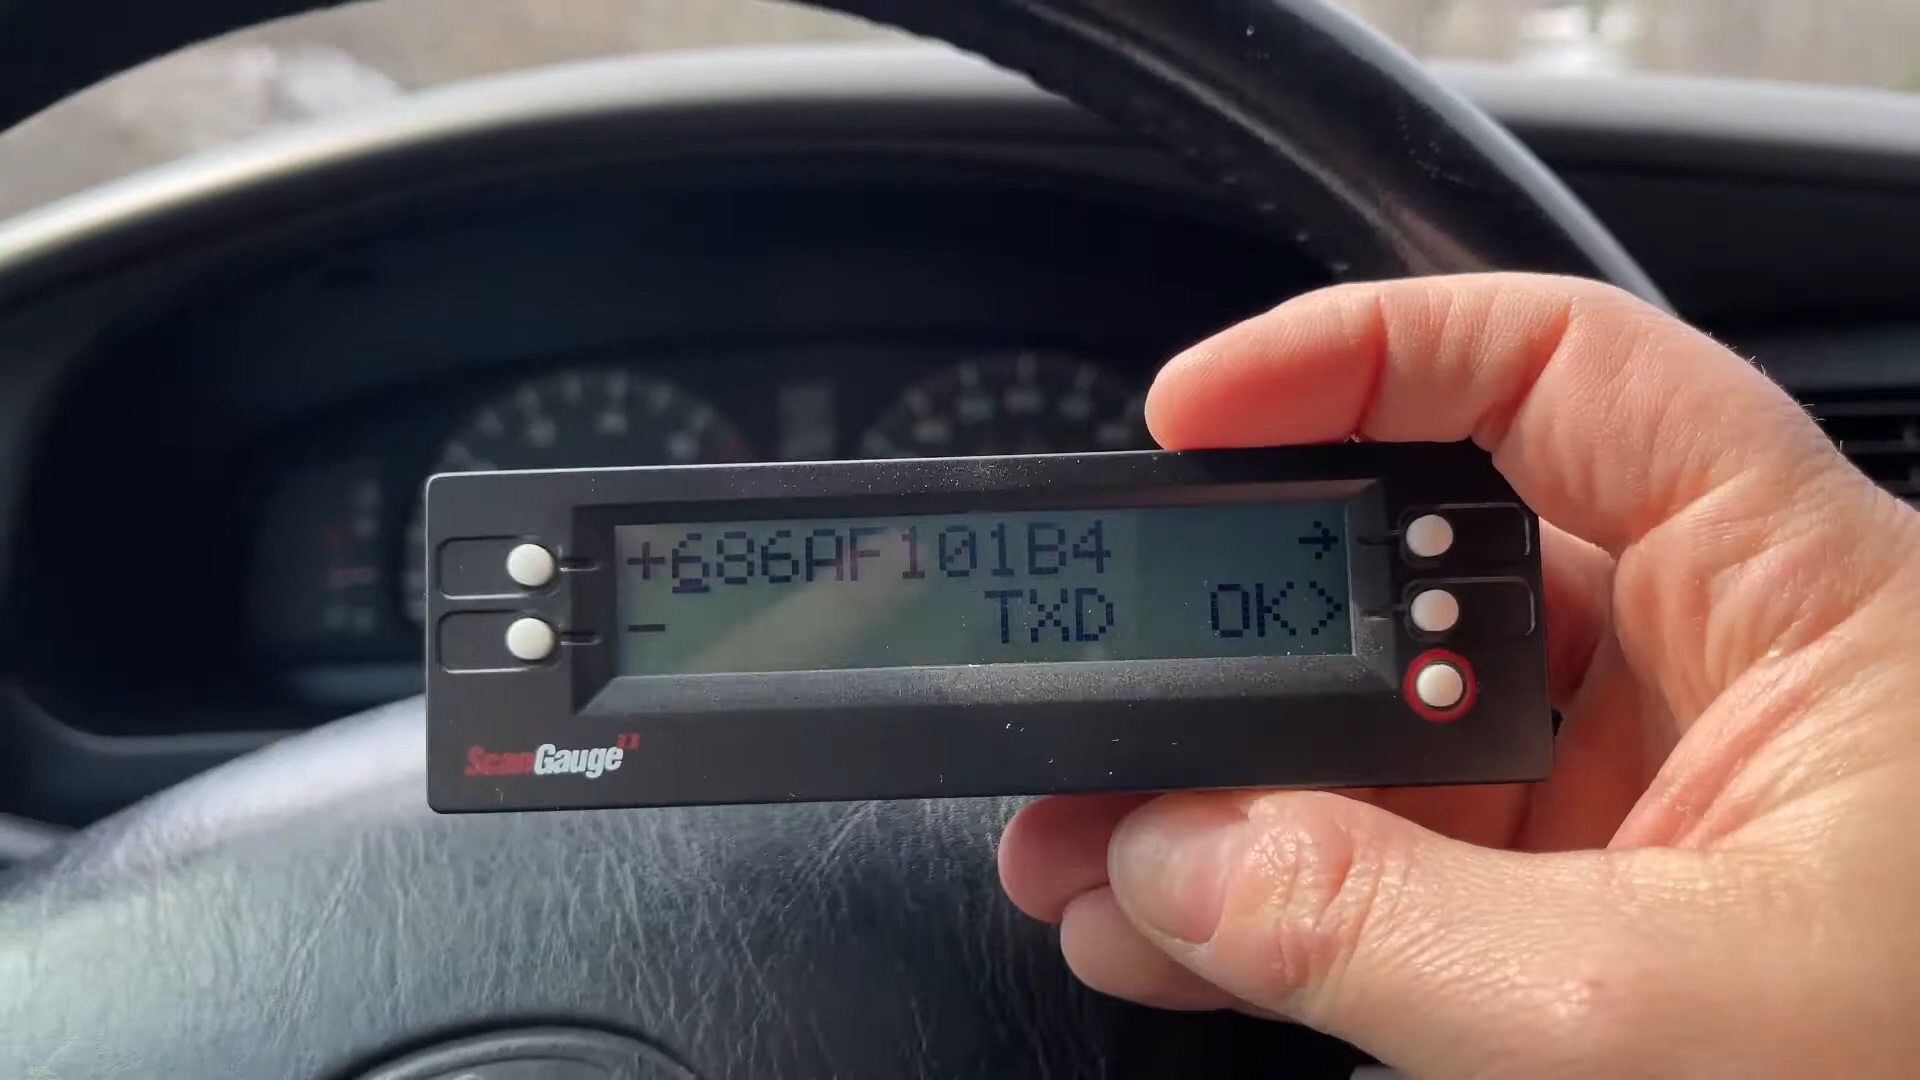 +686AF101B4 →
- TXD OK>
ScanGauge II